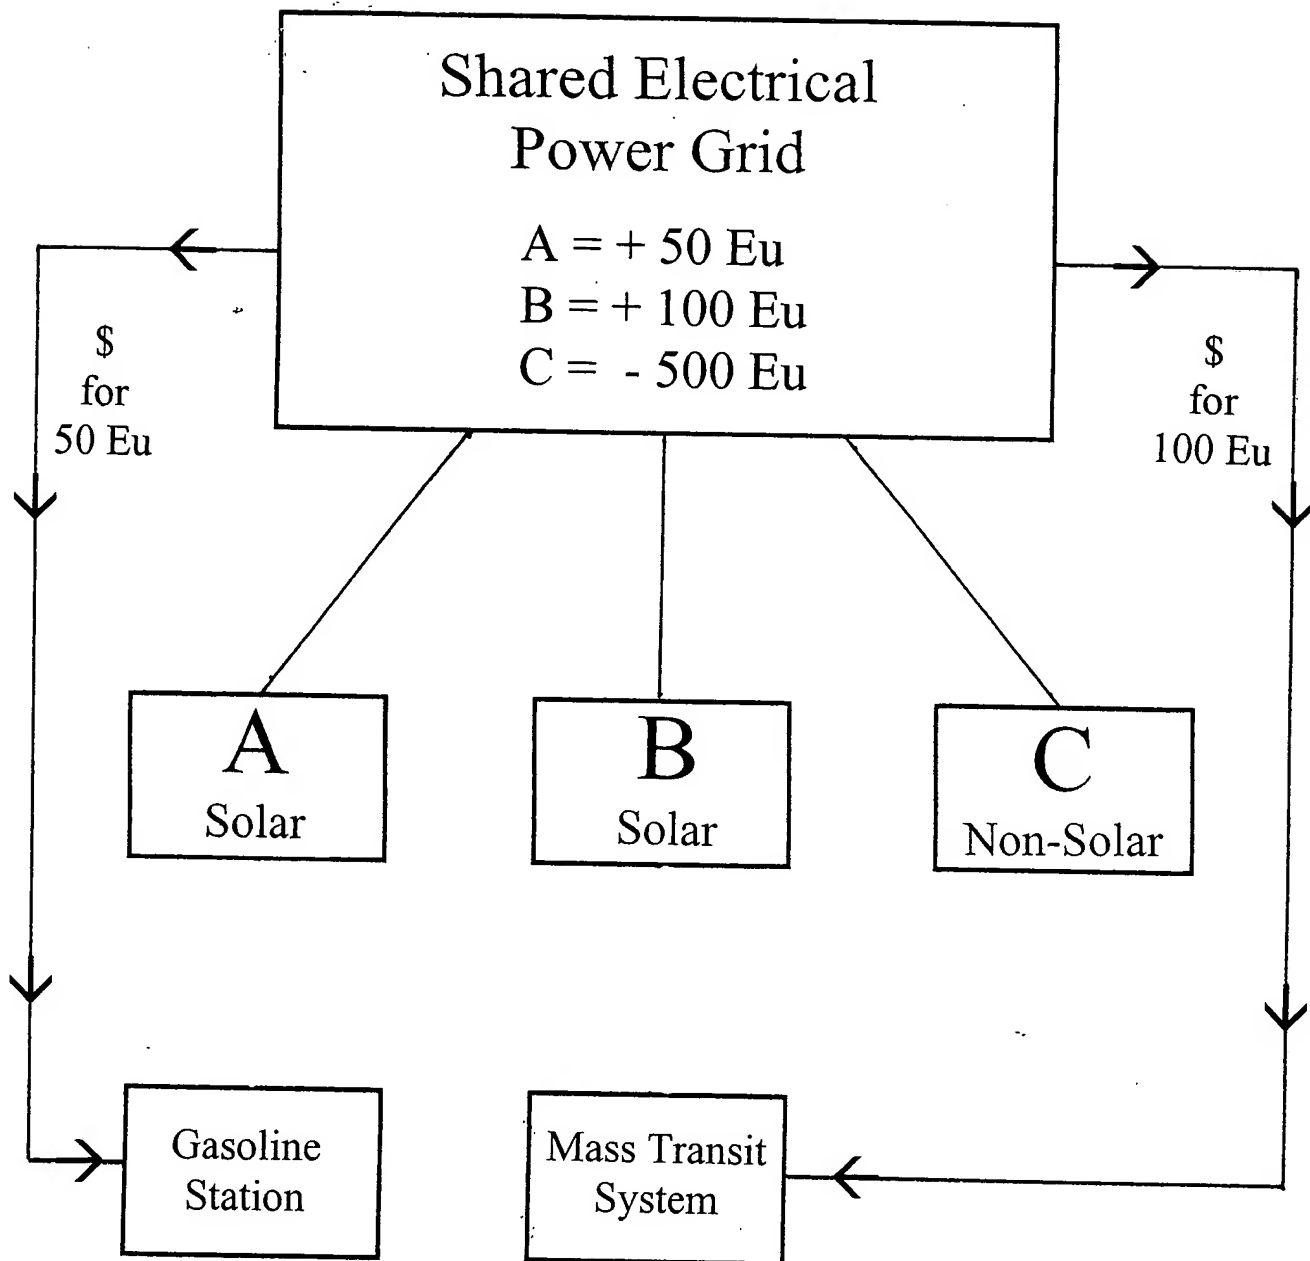 Shared Electrical
Power Grid
A = + 50 Eu
B = + 100 Eu
C = - 500 Eu
$
for
50 Eu
$
for
100 Eu
A
Solar
B
Solar
C
Non-Solar
Gasoline
Station
Mass Transit
System